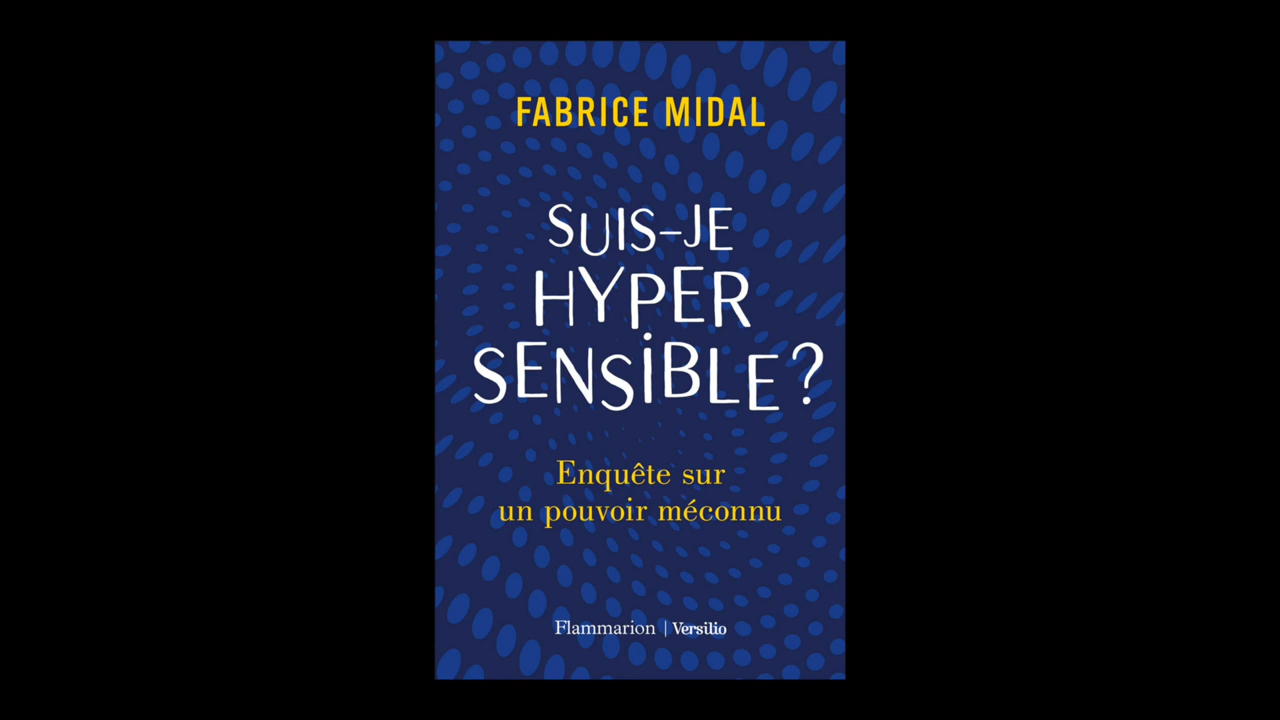 FABRICE MIDAL
SUIS-JE
HYPER
SENSiBLE?
Enquête sur
un pouvoir méconnu
Flammarion | Versilio